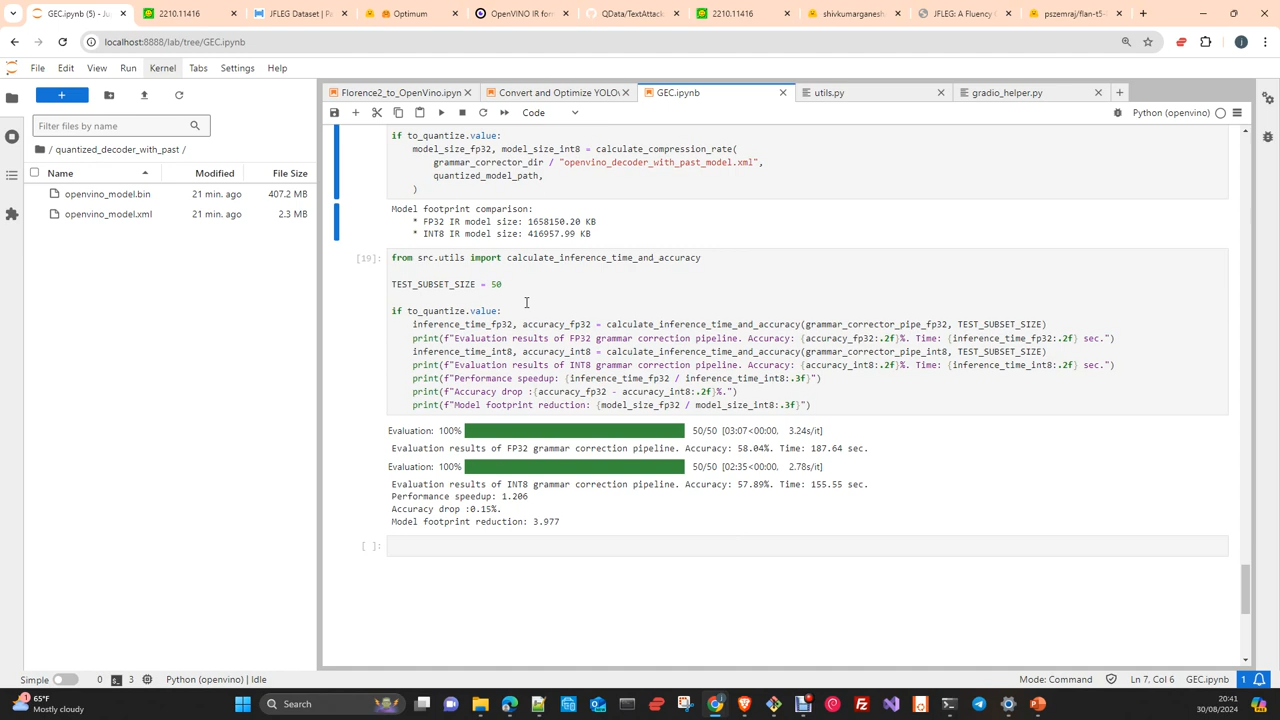 GEC.ipynb (5) - Ju
2210.11416
JFLEG Dataset | Pa
Optimum
OpenVINO IR for
QData/TextAttack
2210.11416
shivkumarganesh
JFLEG: A Fluency C
pszemraj/flan-t5-
localhost:8888/lab/tree/GEC.ipynb
File Edit View Run Kernel Tabs Settings Help
Florence2_to_OpenVino.ipyn
Convert and Optimize YOLOv
GEC.ipynb
utils.py
gradio_helper.py
Code
Python (openvino)
Filter files by name
/ quantized_decoder_with_past /
Name Modified File Size
openvino_model.bin 21 min. ago 407.2 MB
openvino_model.xml 21 min. ago 2.3 MB
if to_quantize.value:
model_size_fp32, model_size_int8 = calculate_compression_rate(
grammar_corrector_dir / "openvino_decoder_with_past_model.xml",
quantized_model_path,
)
Model footprint comparison:
* FP32 IR model size: 1658150.20 KB
* INT8 IR model size: 416957.99 KB
[19]:
from src.utils import calculate_inference_time_and_accuracy
TEST_SUBSET_SIZE = 50
if to_quantize.value:
inference_time_fp32, accuracy_fp32 = calculate_inference_time_and_accuracy(grammar_corrector_pipe_fp32, TEST_SUBSET_SIZE)
print(f"Evaluation results of FP32 grammar correction pipeline. Accuracy: {accuracy_fp32:.2f}%. Time: {inference_time_fp32:.2f} sec.")
inference_time_int8, accuracy_int8 = calculate_inference_time_and_accuracy(grammar_corrector_pipe_int8, TEST_SUBSET_SIZE)
print(f"Evaluation results of INT8 grammar correction pipeline. Accuracy: {accuracy_int8:.2f}%. Time: {inference_time_int8:.2f} sec.")
print(f"Performance speedup: {inference_time_fp32 / inference_time_int8:.3f}")
print(f"Accuracy drop :{accuracy_fp32 - accuracy_int8:.2f}%.")
print(f"Model footprint reduction: {model_size_fp32 / model_size_int8:.3f}")
Evaluation: 100% 50/50 [03:07<00:00, 3.24s/it]
Evaluation results of FP32 grammar correction pipeline. Accuracy: 58.04%. Time: 187.64 sec.
Evaluation: 100% 50/50 [02:35<00:00, 2.78s/it]
Evaluation results of INT8 grammar correction pipeline. Accuracy: 57.89%. Time: 155.55 sec.
Performance speedup: 1.206
Accuracy drop :0.15%.
Model footprint reduction: 3.977
[ ]:
Simple 0 3 Python (openvino) | Idle
Mode: Command Ln 7, Col 6 GEC.ipynb 1
65°F
Mostly cloudy
Search
20:41
30/08/2024